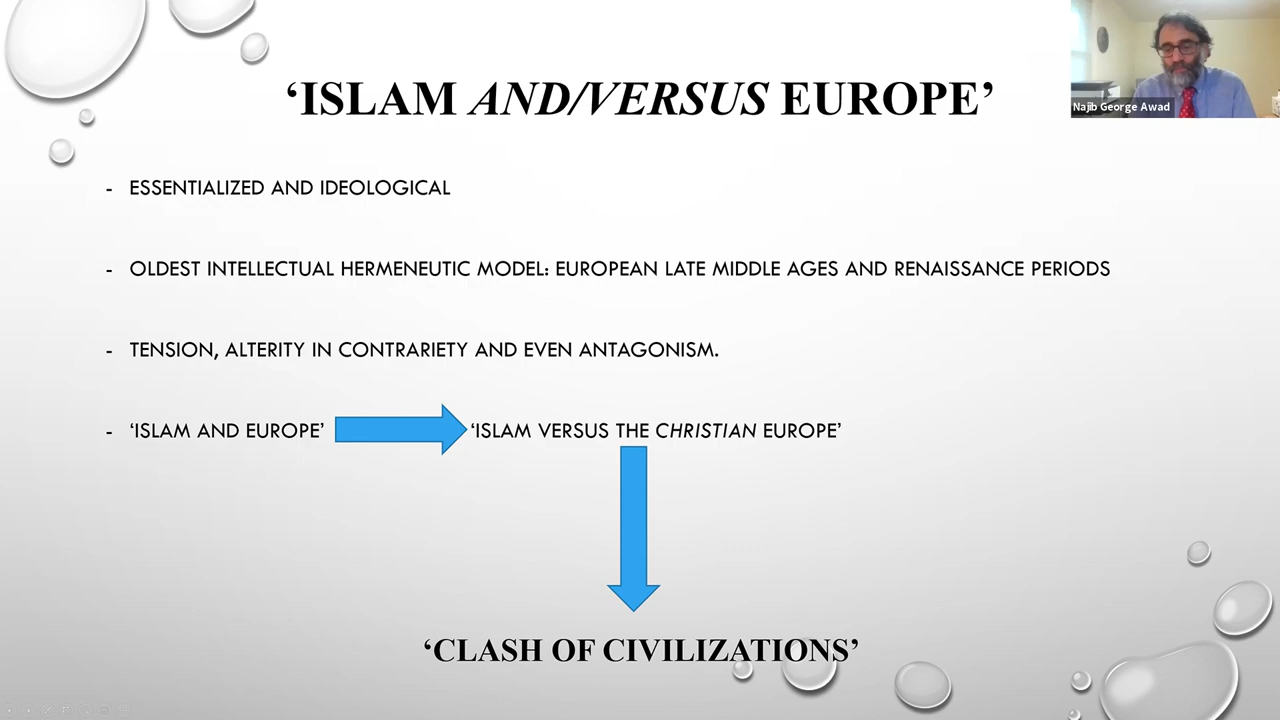 ‘ISLAM AND/VERSUS EUROPE’
Najib George Awad
- ESSENTIALIZED AND IDEOLOGICAL
- OLDEST INTELLECTUAL HERMENEUTIC MODEL: EUROPEAN LATE MIDDLE AGES AND RENAISSANCE PERIODS
- TENSION, ALTERITY IN CONTRARIETY AND EVEN ANTAGONISM.
- ‘ISLAM AND EUROPE’ ‘ISLAM VERSUS THE CHRISTIAN EUROPE’
‘CLASH OF CIVILIZATIONS’